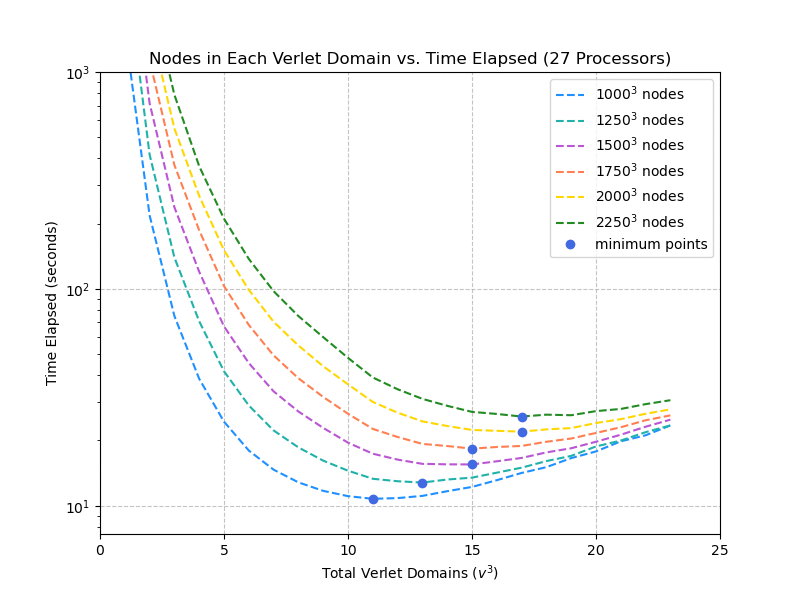 Nodes in Each Verlet Domain vs. Time Elapsed (27 Processors)
10³
10²
10¹
Time Elapsed (seconds)
1000³ nodes
1250³ nodes
1500³ nodes
1750³ nodes
2000³ nodes
2250³ nodes
minimum points
0 5 10 15 20 25
Total Verlet Domains (v³)